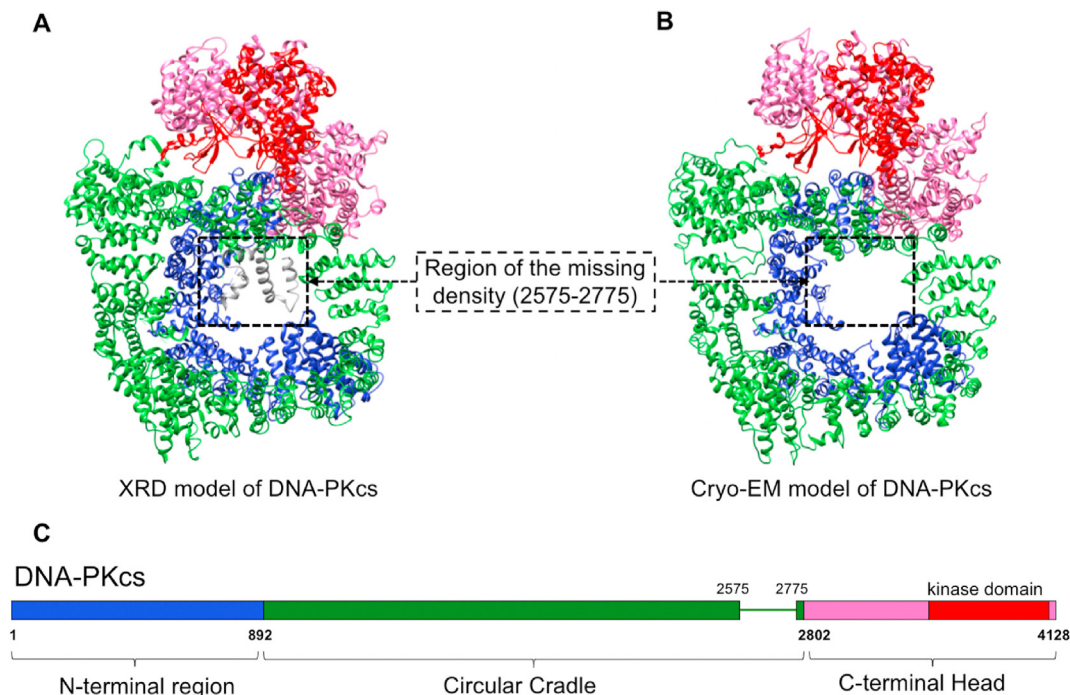 A
B
Region of the missing
density (2575-2775)
XRD model of DNA-PKcs
Cryo-EM model of DNA-PKcs
C
DNA-PKcs
2575
2775
kinase domain
1
892
2802
4128
N-terminal region
Circular Cradle
C-terminal Head